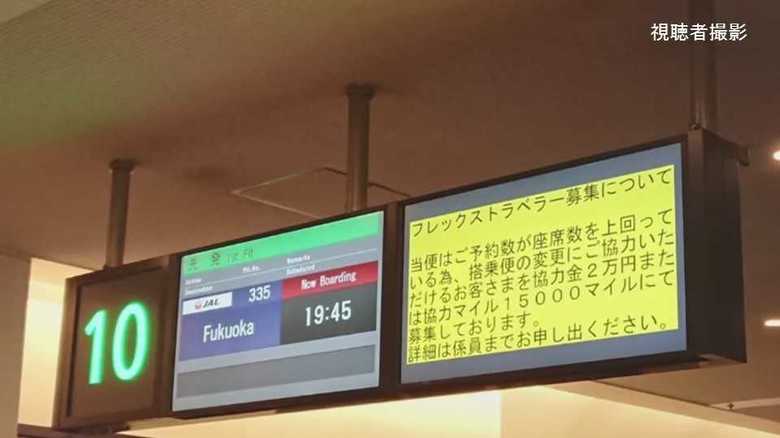 視聴者撮影
10
JAL 335
Now Boarding
Fukuoka
19:45
フレックストラベラー募集について
当便はご予約数が座席数を上回って
いる為、搭乗便の変更にご協力いた
だけるお客さまを協力金2万円また
は協力マイル15000マイルにて
募集しております。
詳細は係員までお申し出ください。